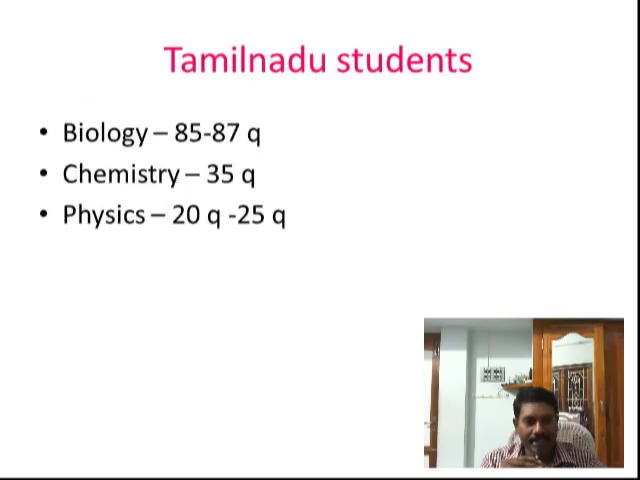 Tamilnadu students
• Biology – 85-87 q
• Chemistry – 35 q
• Physics – 20 q -25 q